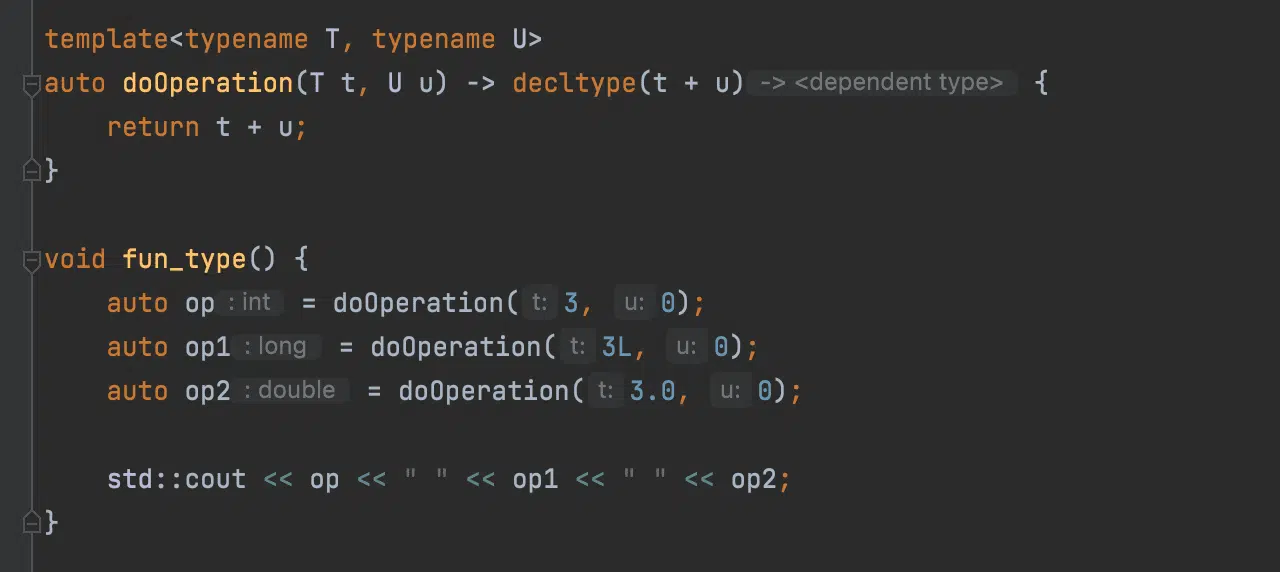 template<typename T, typename U>
auto doOperation(T t, U u) -> decltype(t + u) -> <dependent type> {
    return t + u;
}
void fun_type() {
    auto op : int = doOperation( t: 3, u: 0);
    auto op1 : long = doOperation( t: 3L, u: 0);
    auto op2 : double = doOperation( t: 3.0, u: 0);
    std::cout << op << " " << op1 << " " << op2;
}